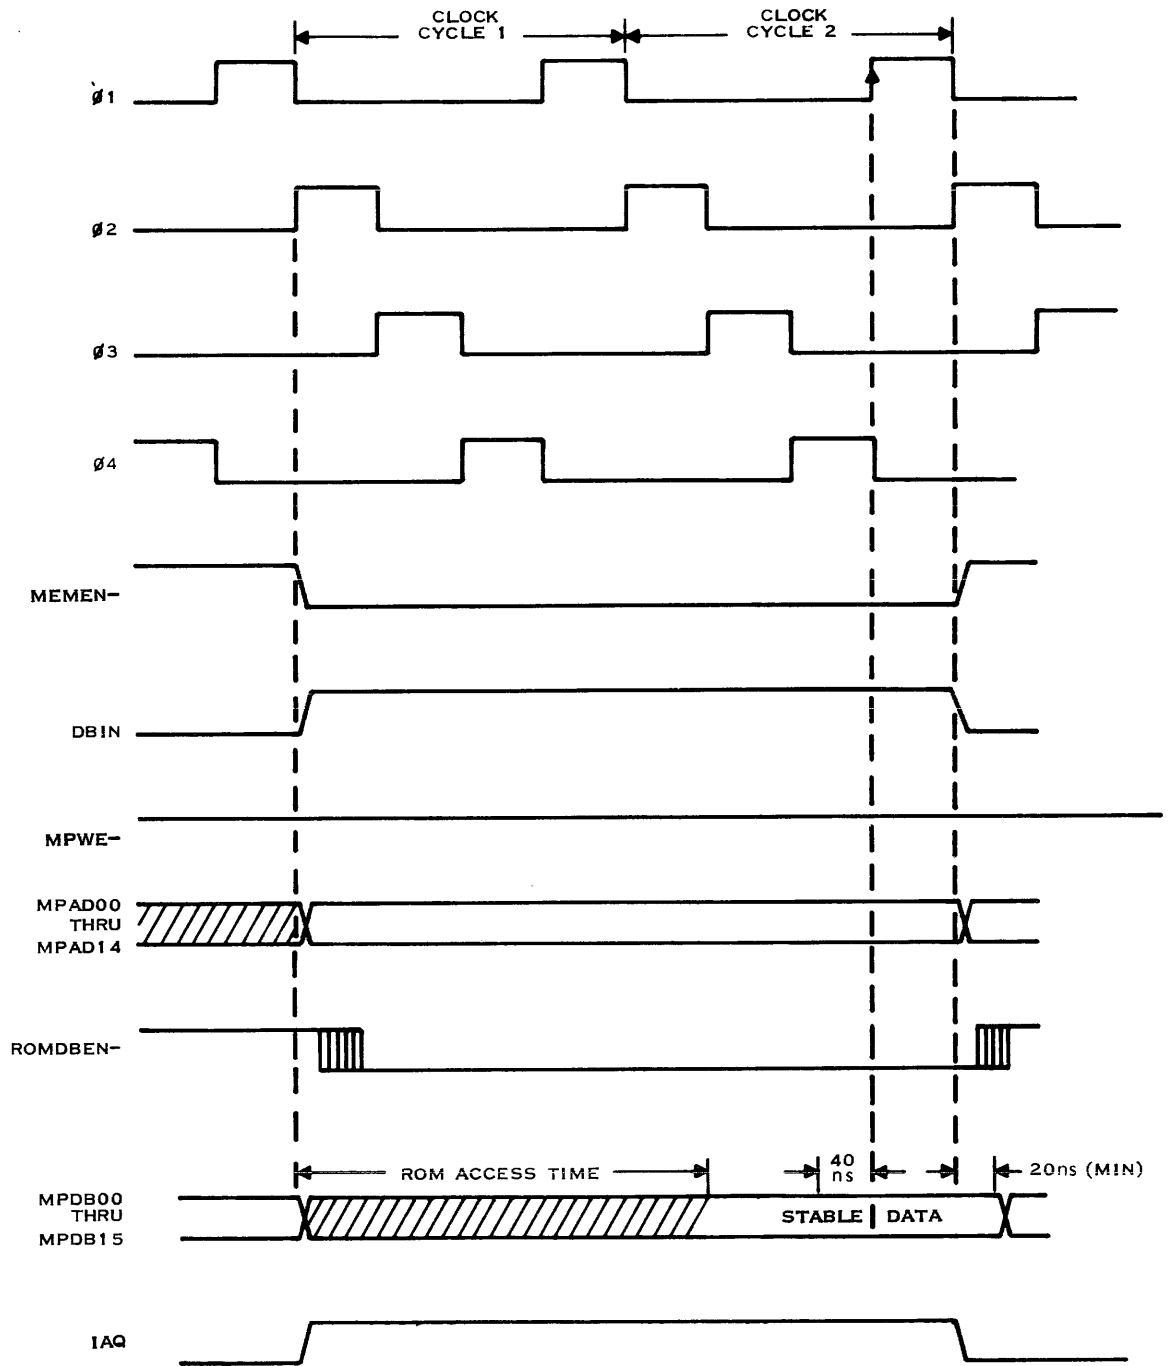 CLOCK
CYCLE 1
CLOCK
CYCLE 2
ø1
ø2
ø3
ø4
MEMEN-
DBIN
MPWE-
MPAD00
THRU
MPAD14
ROMDBEN-
ROM ACCESS TIME
40
ns
20ns (MIN)
MPDB00
THRU
MPDB15
STABLE DATA
IAQ